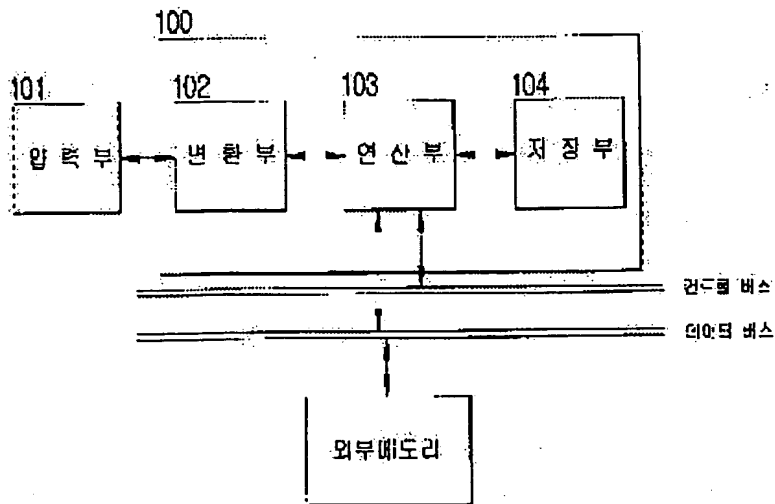 100
101 102 103 104
압력부 변환부 연산부 저장부
컨트롤 버스
데이터 버스
외부메모리